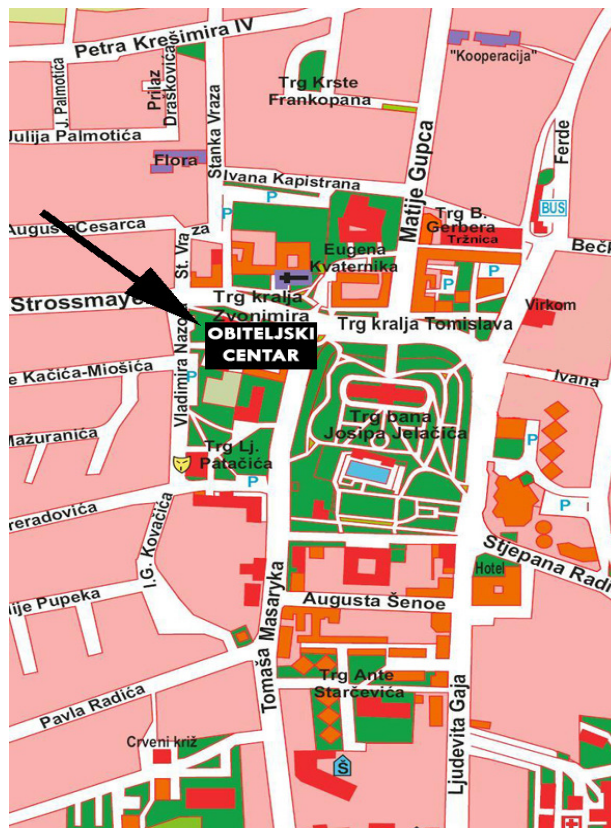 Petra Krešimira IV
"Kooperacija"
J. Palmotića
Prilaz
Draškovića
Trg Krste
Frankopana
Julija Palmotića
Stanka Vraza
Ferde
Flora
Ivana Kapistrana
P
Matije Gupca
Trg B.
Gerbera
Tržnica
BUS
P
Augusta Cesarca
St. Vraza
Eugena
Kvaternika
Bečk
P
P
Strossmaye
Trg kralja
Zvonimira
Virkom
Trg kralja Tomislava
OBITELJSKI
CENTAR
Vladimira Nazora
e Kačića-Miošića
P
Ivana
Trg bana
Josipa Jelačića
Mažuranića
Trg Lj.
Patačića
P
P
P
reradovića
I.G. Kovačića
Stjepana Radi
Hotel
ije Pupeka
Tomaša Masaryka
Augusta Šenoe
Trg Ante
Starčevića
Pavla Radića
Ljudevita Gaja
Crveni križ
Š